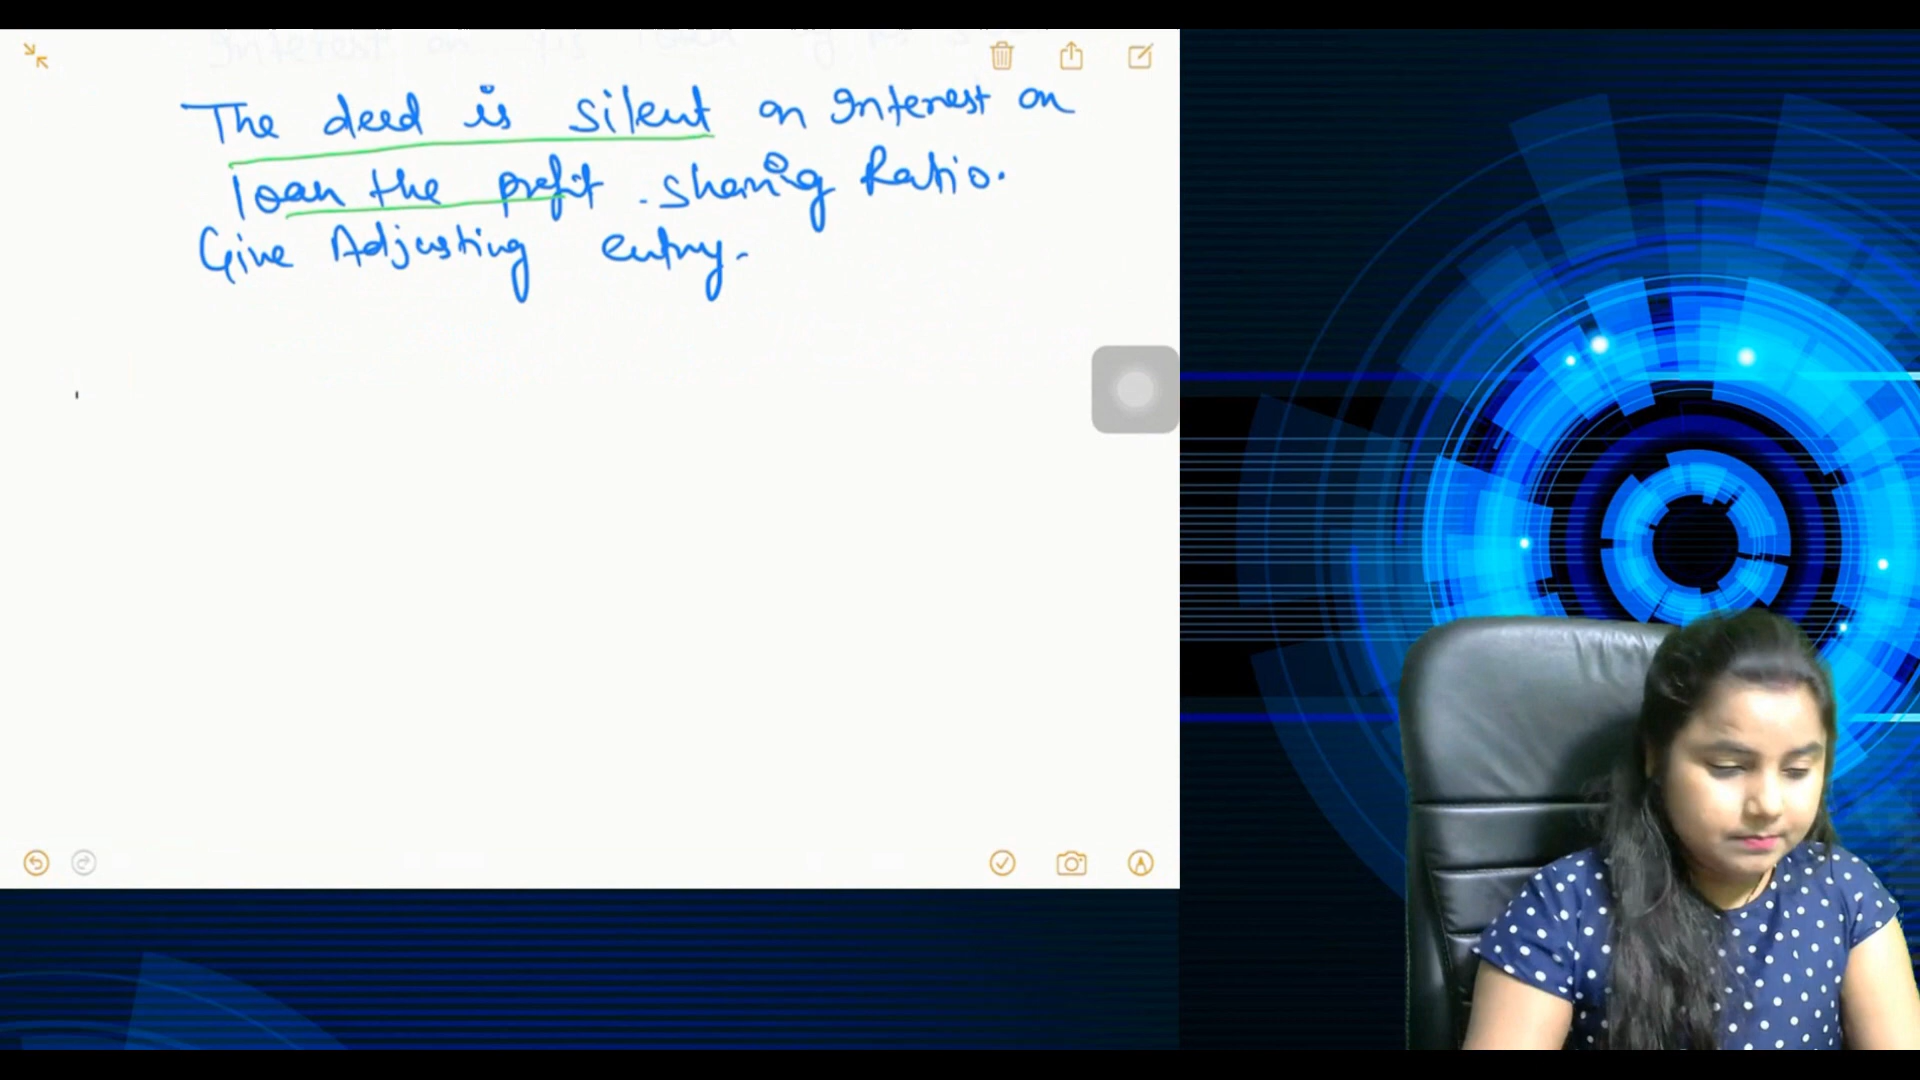 The deed is silent on Interest on
loan the profit - sharing Ratio.
Give Adjusting entry.